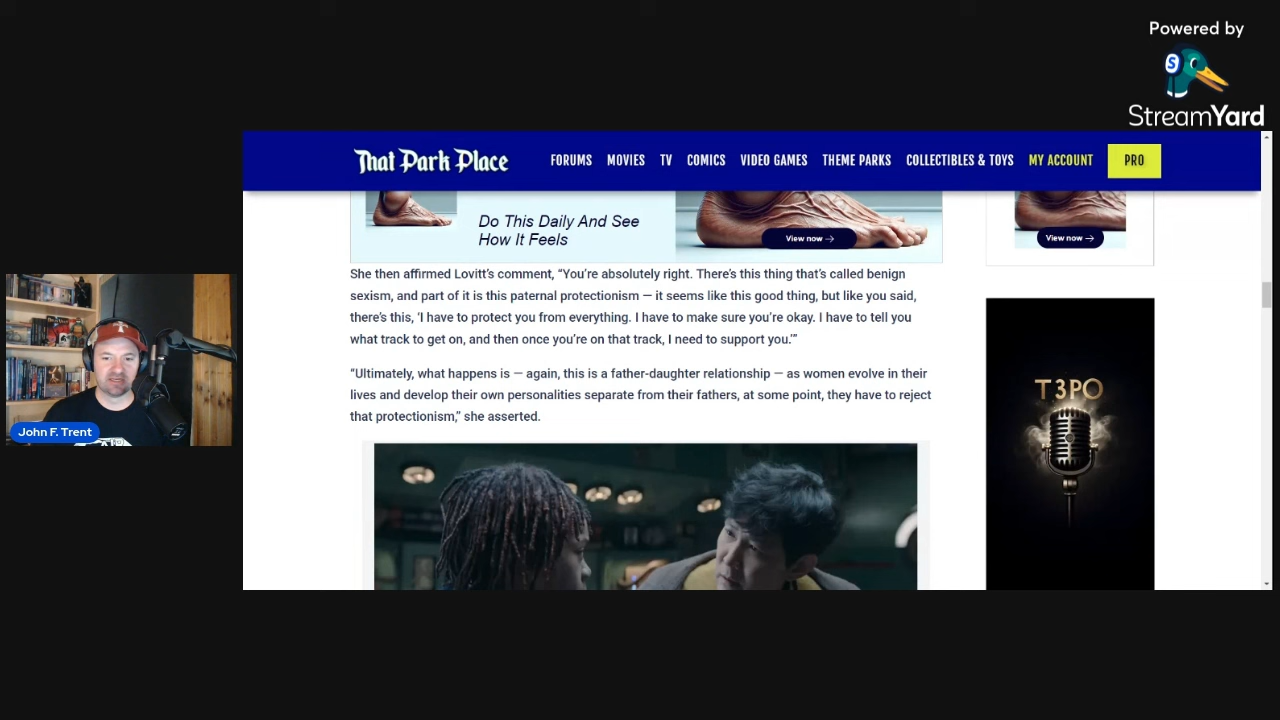 Powered by
S
StreamYard
That Park Place
FORUMS MOVIES TV COMICS VIDEO GAMES THEME PARKS COLLECTIBLES & TOYS MY ACCOUNT PRO
Do This Daily And See
How It Feels
View now →
View now →
She then affirmed Lovitt's comment, “You're absolutely right. There's this thing that's called benign
sexism, and part of it is this paternal protectionism — it seems like this good thing, but like you said,
there's this, ‘I have to protect you from everything. I have to make sure you're okay. I have to tell you
what track to get on, and then once you're on that track, I need to support you.’”
“Ultimately, what happens is — again, this is a father-daughter relationship — as women evolve in their
lives and develop their own personalities separate from their fathers, at some point, they have to reject
that protectionism,” she asserted.
T3PO
T
John F. Trent